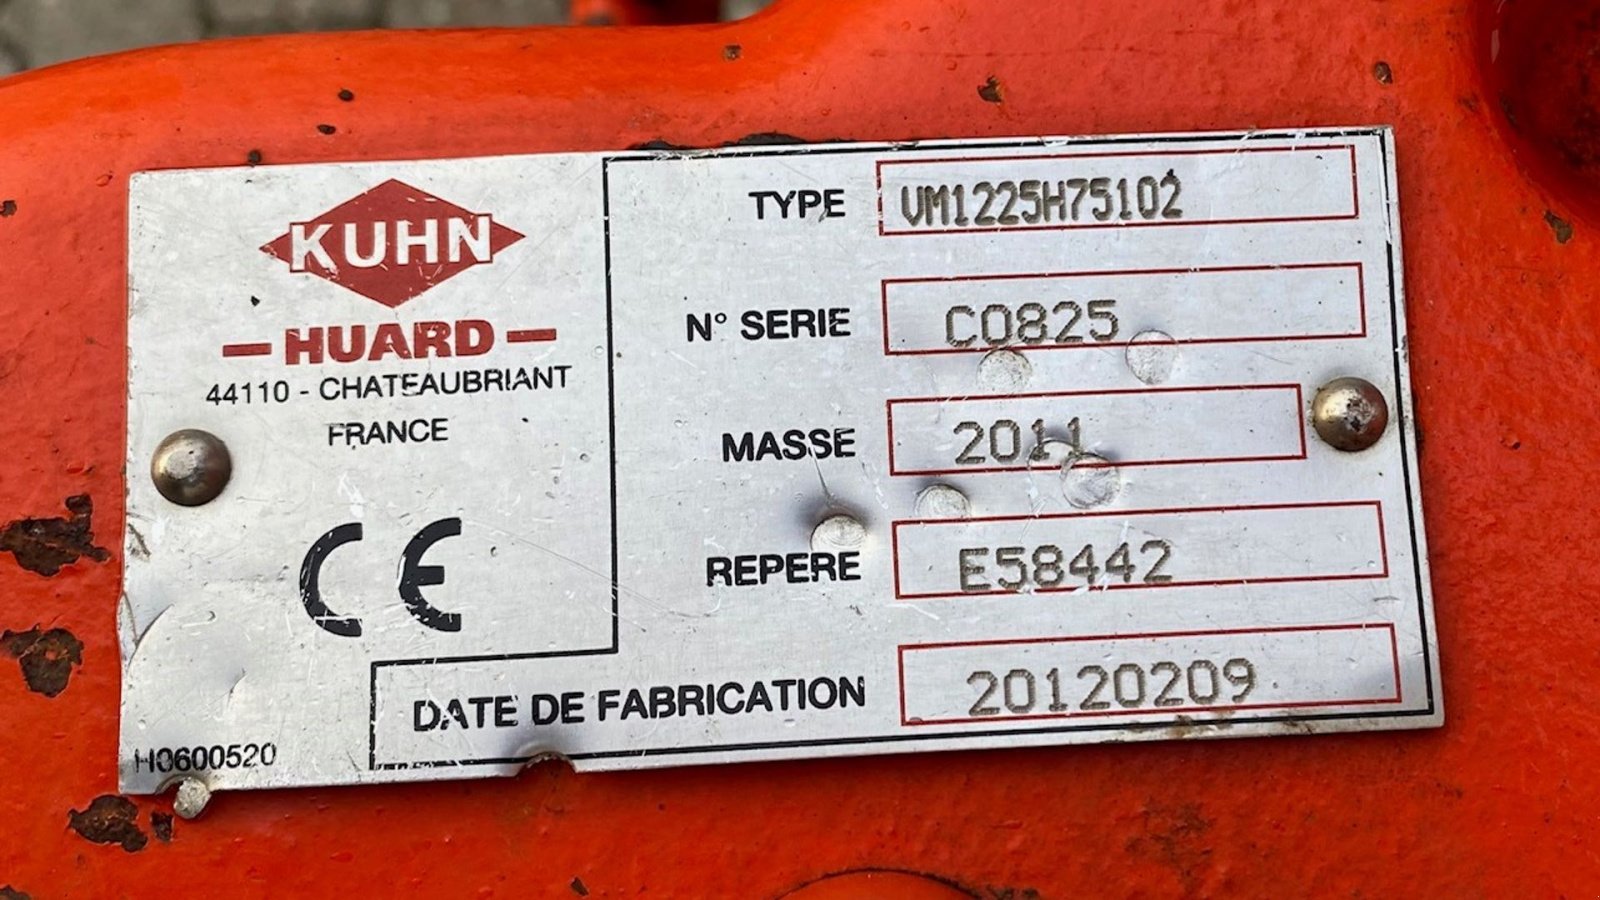 KUHN
HUARD
44110 - CHATEAUBRIANT
FRANCE
CE
H0600520
TYPE VM1225H75102
N° SERIE C0825
MASSE 2011
REPERE E58442
DATE DE FABRICATION 20120209